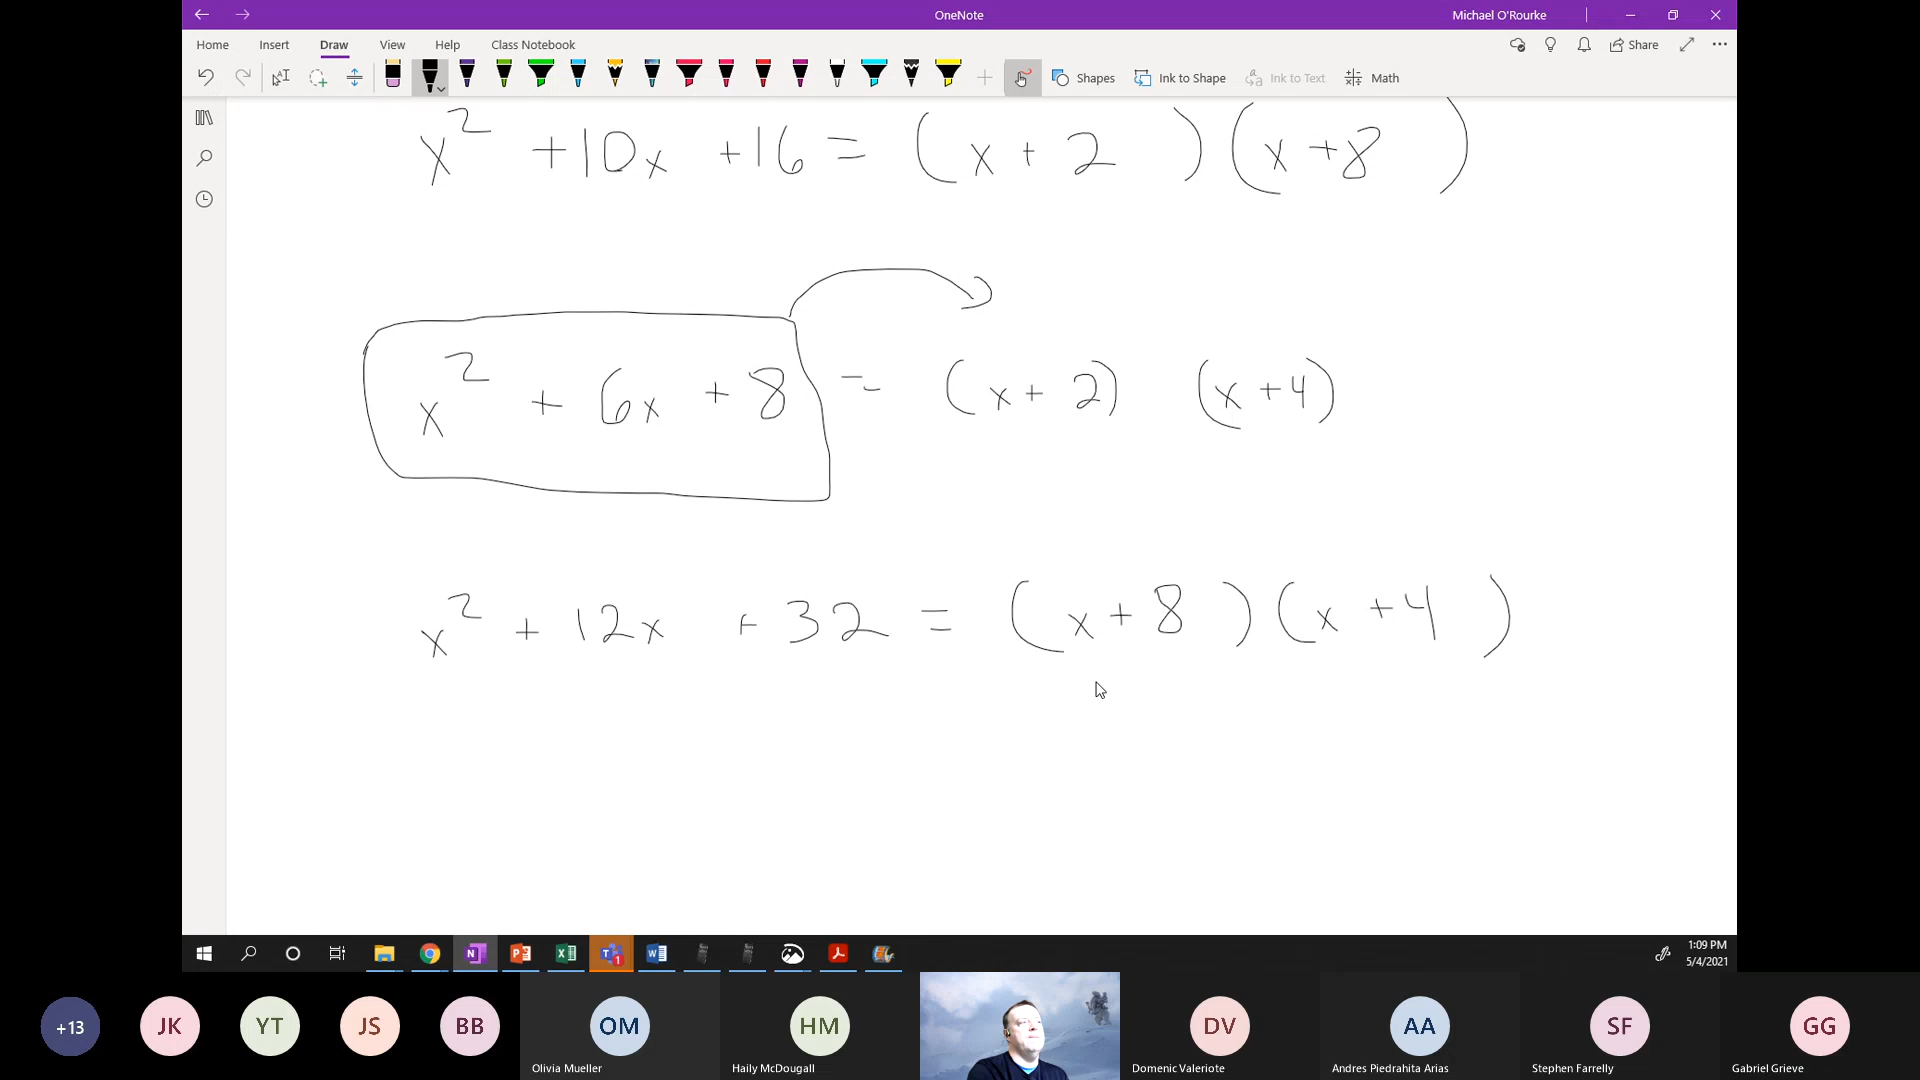 OneNote
Michael O'Rourke
Home Insert Draw View Help Class Notebook
Share
Shapes Ink to Shape Ink to Text Math
x² +10x +16 = (x + 2 )(x +8 )
x² + 6x + 8 = (x + 2) (x +4)
x² + 12x + 32 = (x + 8 )(x + 4 )
1:09 PM
5/4/2021
+13 JK YT JS BB OM HM DV AA SF GG
Olivia Mueller Haily McDougall Domenic Valeriote Andres Piedrahita Arias Stephen Farrelly Gabriel Grieve